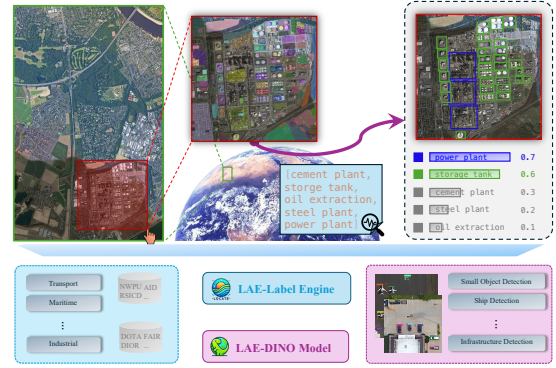 [cement plant,
storge tank,
oil extraction,
steel plant,
power plant]
power plant 0.7
storage tank 0.6
cement plant 0.3
steel plant 0.2
oil extraction 0.1
Transport
Maritime
⋮
Industrial
NWPU AID
RSICD ...
DOTA FAIR
DIOR ...
LOCATE
LAE-Label Engine
LAE-DINO Model
Small Object Detection
Ship Detection
⋮
Infrastructure Detection